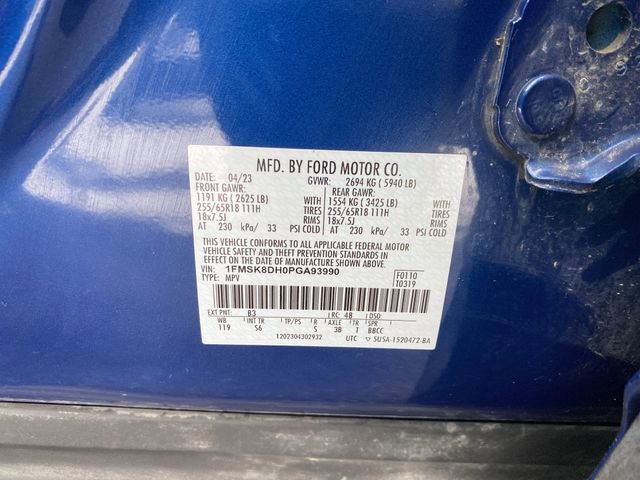 MFD. BY FORD MOTOR CO.
DATE: 04/23 GVWR: 2694 KG ( 5940 LB)
FRONT GAWR: REAR GAWR:
1191 KG ( 2625 LB) WITH 1554 KG ( 3425 LB) WITH
255/65R18 111H TIRES 255/65R18 111H TIRES
18x7.5J RIMS 18x7.5J RIMS
AT 230 kPa/ 33 PSI COLD AT 230 kPa/ 33 PSI COLD
THIS VEHICLE CONFORMS TO ALL APPLICABLE FEDERAL MOTOR
VEHICLE SAFETY AND BUMPER STANDARDS AND THEFT PREVENTION STANDARDS IN
EFFECT ON THE DATE OF MANUFACTURE SHOWN ABOVE.
VIN: 1FMSK8DH0PGA93990 F0110
TYPE: MPV T0319
EXT PNT: B3 RC: 48 DSO:
WB INT TR TP/PS R AXLE TR SPR
119 S6 S 3B T BBCC
1202304302932 UTC ▽ 5U5A-1520472-BA